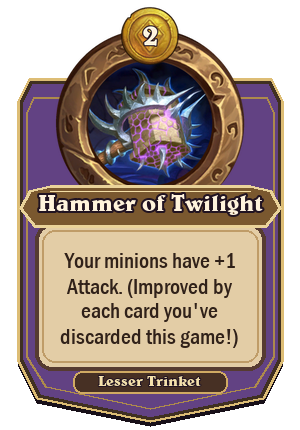 2
Hammer of Twilight
Your minions have +1
Attack. (Improved by
each card you've
discarded this game!)
Lesser Trinket